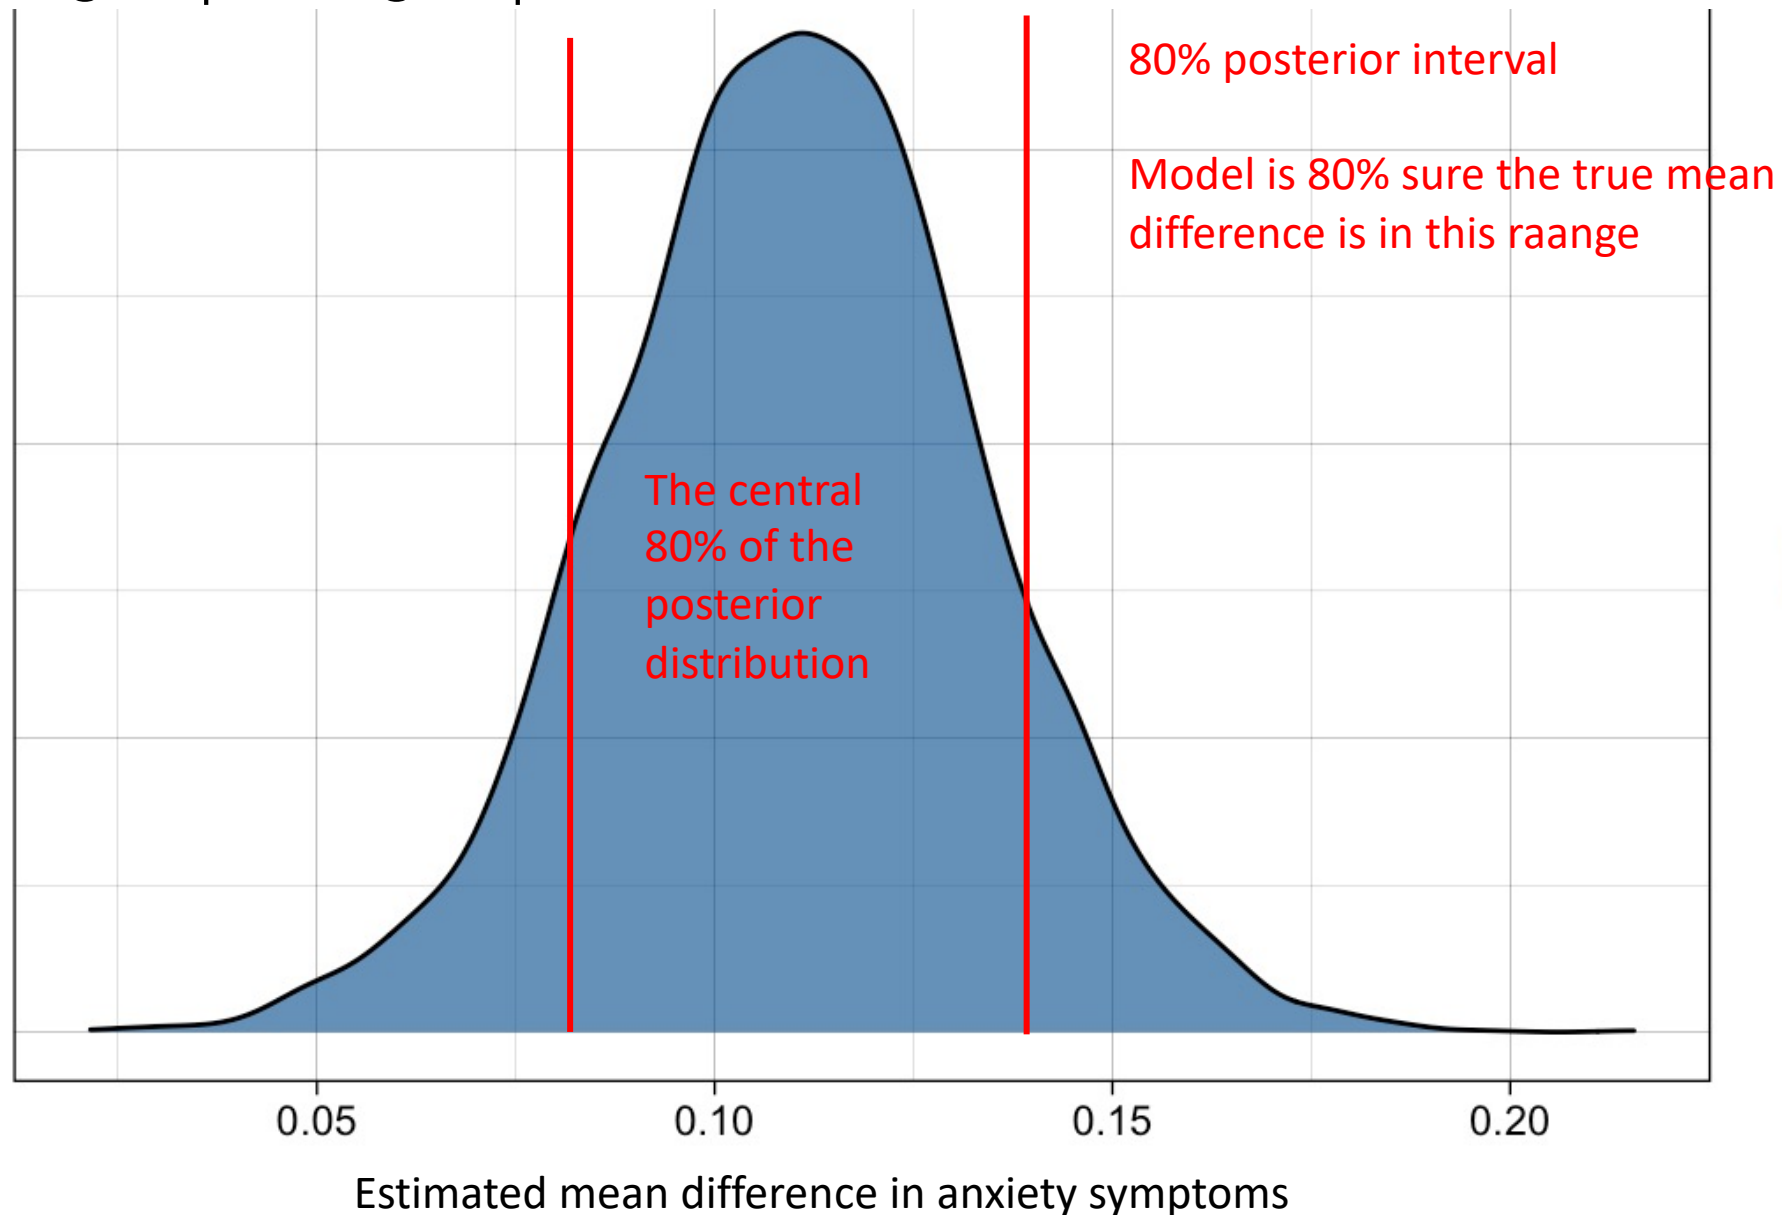 80% posterior interval
Model is 80% sure the true mean
difference is in this raange
The central
80% of the
posterior
distribution
0.05
0.10
0.15
0.20
Estimated mean difference in anxiety symptoms